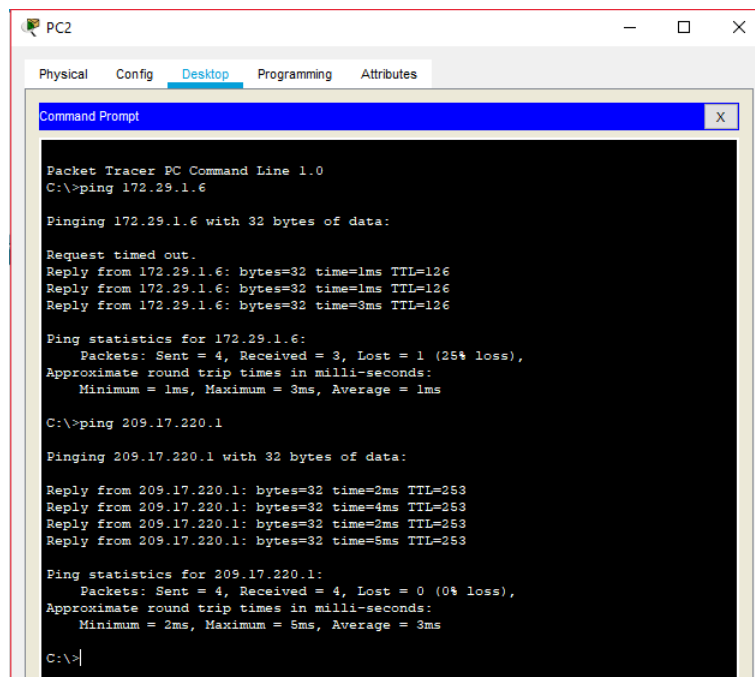 PC2
Physical Config Desktop Programming Attributes
Command Prompt
X
Packet Tracer PC Command Line 1.0
C:\>ping 172.29.1.6
Pinging 172.29.1.6 with 32 bytes of data:
Request timed out.
Reply from 172.29.1.6: bytes=32 time=1ms TTL=126
Reply from 172.29.1.6: bytes=32 time=1ms TTL=126
Reply from 172.29.1.6: bytes=32 time=3ms TTL=126
Ping statistics for 172.29.1.6:
Packets: Sent = 4, Received = 3, Lost = 1 (25% loss),
Approximate round trip times in milli-seconds:
Minimum = 1ms, Maximum = 3ms, Average = 1ms
C:\>ping 209.17.220.1
Pinging 209.17.220.1 with 32 bytes of data:
Reply from 209.17.220.1: bytes=32 time=2ms TTL=253
Reply from 209.17.220.1: bytes=32 time=4ms TTL=253
Reply from 209.17.220.1: bytes=32 time=2ms TTL=253
Reply from 209.17.220.1: bytes=32 time=5ms TTL=253
Ping statistics for 209.17.220.1:
Packets: Sent = 4, Received = 4, Lost = 0 (0% loss),
Approximate round trip times in milli-seconds:
Minimum = 2ms, Maximum = 5ms, Average = 3ms
C:\>